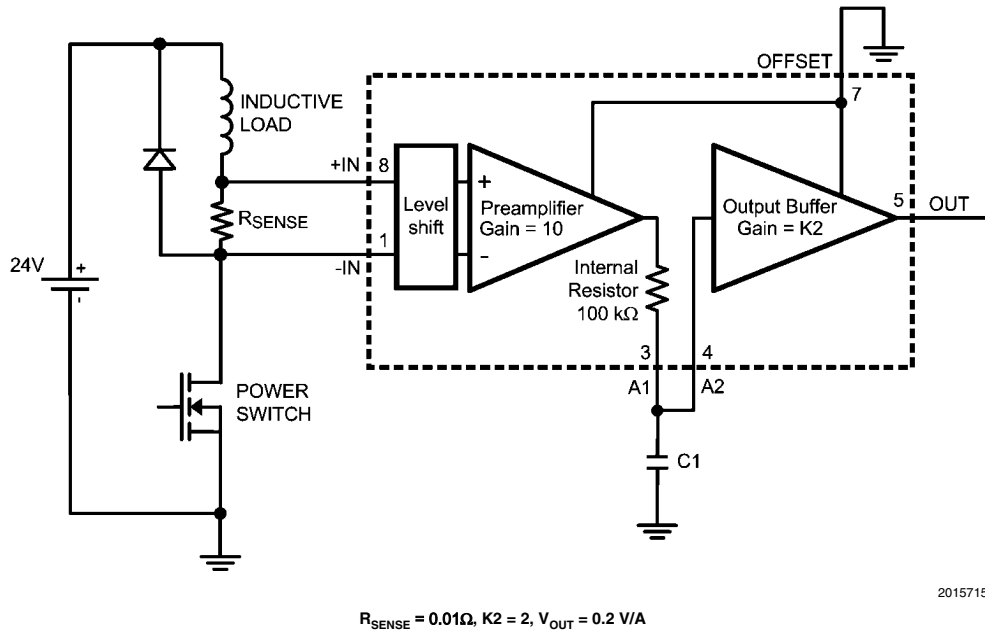 OFFSET
7
INDUCTIVE
LOAD
+IN
8
+
Level
shift
Preamplifier
Gain = 10
-
RSENSE
1
-IN
Output Buffer
Gain = K2
5
OUT
24V
+
-
Internal
Resistor
100 kΩ
3
4
A1
A2
POWER
SWITCH
C1
2015715
RSENSE = 0.01Ω, K2 = 2, VOUT = 0.2 V/A